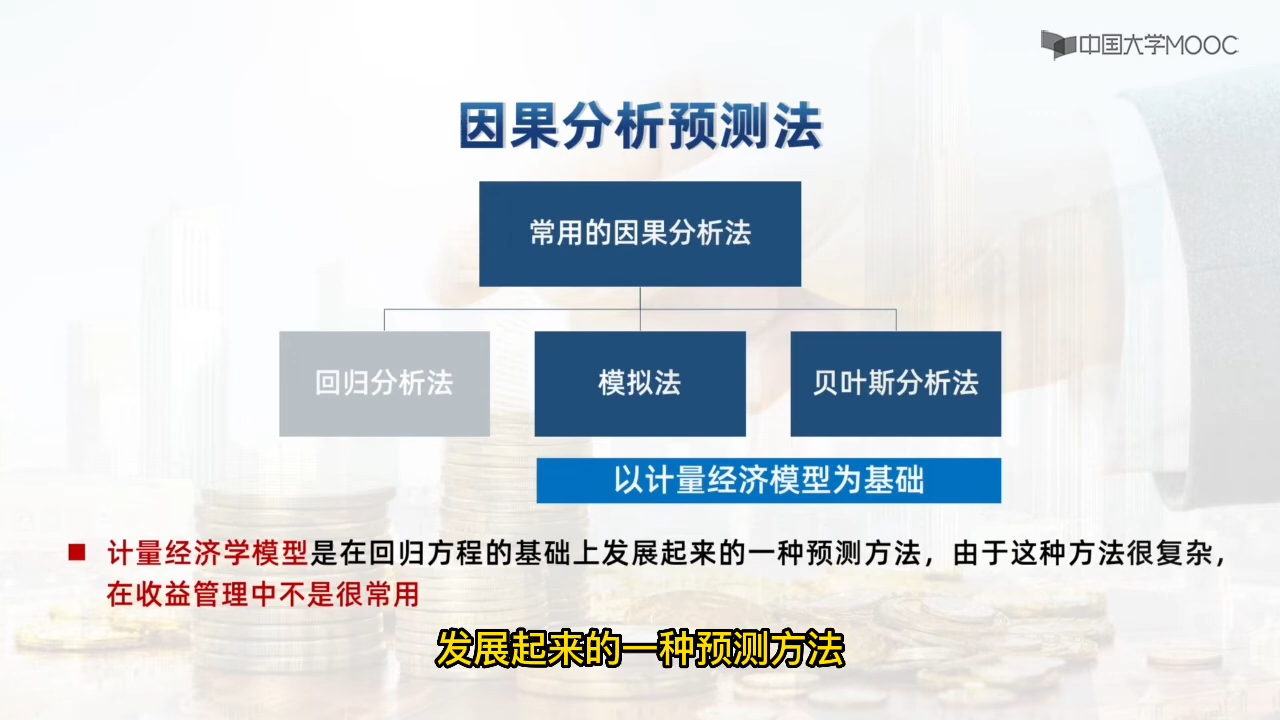 中国大学MOOC
因果分析预测法
常用的因果分析法
回归分析法
模拟法
贝叶斯分析法
以计量经济模型为基础
计量经济学模型是在回归方程的基础上发展起来的一种预测方法，由于这种方法很复杂，
在收益管理中不是很常用
发展起来的一种预测方法